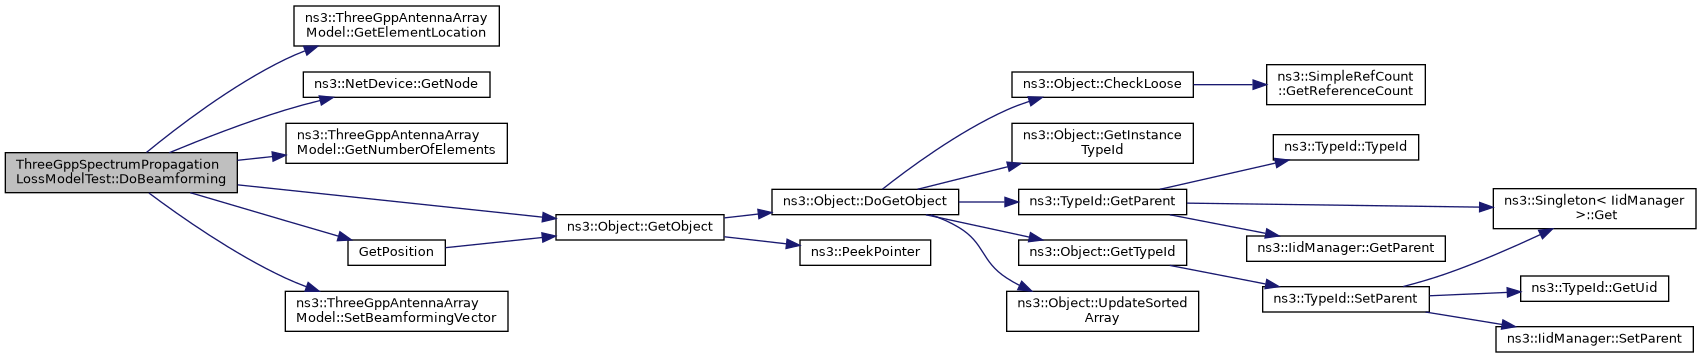 ThreeGppSpectrumPropagation
LossModelTest::DoBeamforming
ns3::ThreeGppAntennaArray
Model::GetElementLocation
ns3::NetDevice::GetNode
ns3::ThreeGppAntennaArray
Model::GetNumberOfElements
ns3::Object::GetObject
GetPosition
ns3::ThreeGppAntennaArray
Model::SetBeamformingVector
ns3::Object::DoGetObject
ns3::PeekPointer
ns3::Object::CheckLoose
ns3::Object::GetInstance
TypeId
ns3::TypeId::GetParent
ns3::Object::GetTypeId
ns3::Object::UpdateSorted
Array
ns3::SimpleRefCount
::GetReferenceCount
ns3::TypeId::TypeId
ns3::IidManager::GetParent
ns3::TypeId::SetParent
ns3::Singleton< IidManager
>::Get
ns3::TypeId::GetUid
ns3::IidManager::SetParent